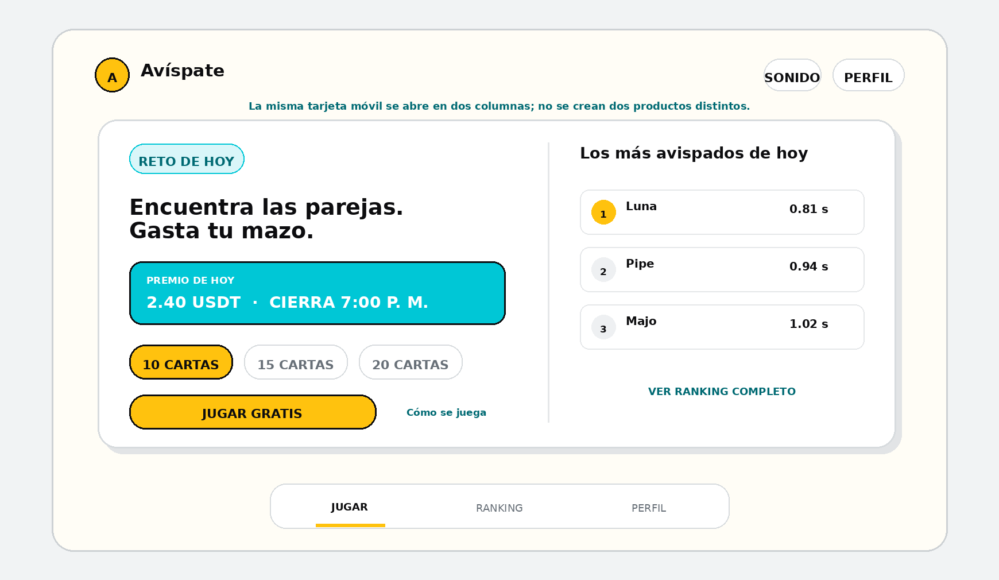 A
Avíspate
SONIDO
PERFIL
La misma tarjeta móvil se abre en dos columnas; no se crean dos productos distintos.
RETO DE HOY
Encuentra las parejas.
Gasta tu mazo.
PREMIO DE HOY
2.40 USDT · CIERRA 7:00 P. M.
10 CARTAS
15 CARTAS
20 CARTAS
JUGAR GRATIS
Cómo se juega
Los más avispados de hoy
1 Luna 0.81 s
2 Pipe 0.94 s
3 Majo 1.02 s
VER RANKING COMPLETO
JUGAR
RANKING
PERFIL